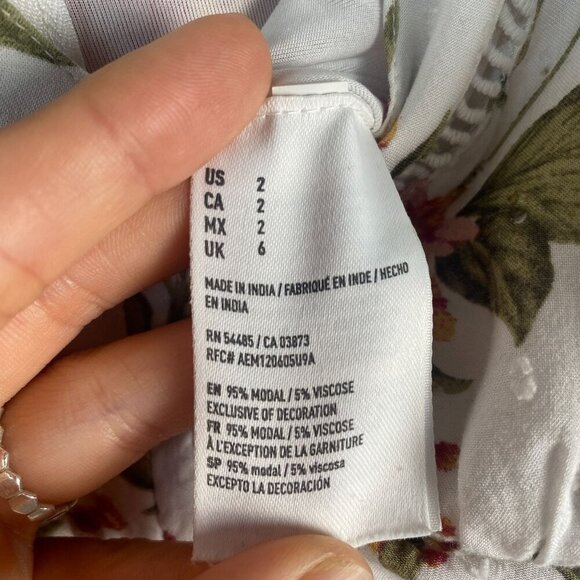 US 2
CA 2
MX 2
UK 6
MADE IN INDIA / FABRIQUÉ EN INDE / HECHO
EN INDIA
RN 54485 / CA 03873
RFC# AEM120605U9A
EN 95% MODAL / 5% VISCOSE
EXCLUSIVE OF DECORATION
FR 95% MODAL / 5% VISCOSE
À L'EXCEPTION DE LA GARNITURE
SP 95% modal / 5% viscosa
EXCEPTO LA DECORACIÓN